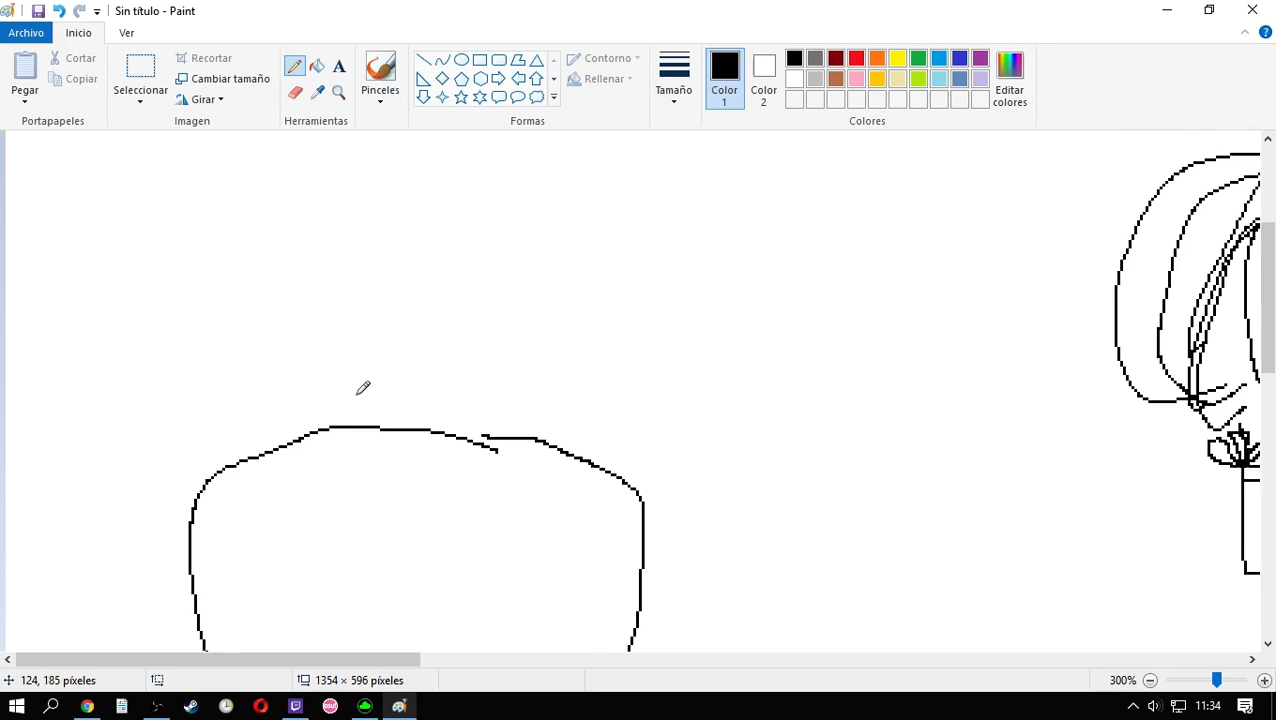 Sin título - Paint
Archivo Inicio Ver
Pegar
Cortar
Copiar
Portapapeles
Seleccionar
Recortar
Cambiar tamaño
Girar
Imagen
A
Herramientas
Pinceles
Contorno
Rellenar
Formas
Tamaño
Color
1
Color
2
Editar
colores
Colores
124, 185 píxeles
1354 × 596 píxeles
300%
osu!
11:34